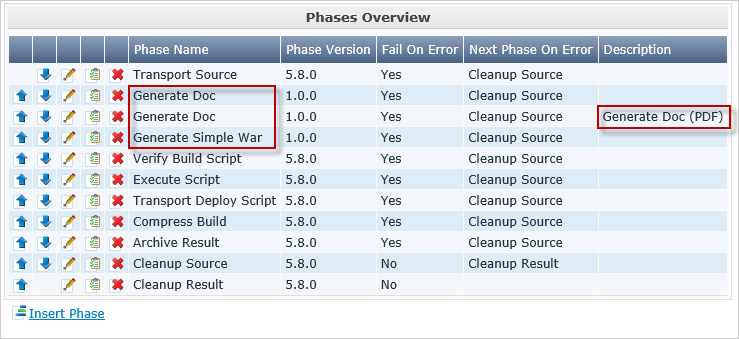 Phases Overview
Phase Name Phase Version Fail On Error Next Phase On Error Description
Transport Source 5.8.0 Yes Cleanup Source
Generate Doc 1.0.0 Yes Cleanup Source
Generate Doc 1.0.0 Yes Cleanup Source Generate Doc (PDF)
Generate Simple War 1.0.0 Yes Cleanup Source
Verify Build Script 5.8.0 Yes Cleanup Source
Execute Script 5.8.0 Yes Cleanup Source
Transport Deploy Script 5.8.0 Yes Cleanup Source
Compress Build 5.8.0 Yes Cleanup Source
Archive Result 5.8.0 Yes Cleanup Source
Cleanup Source 5.8.0 No Cleanup Result
Cleanup Result 5.8.0 No
Insert Phase